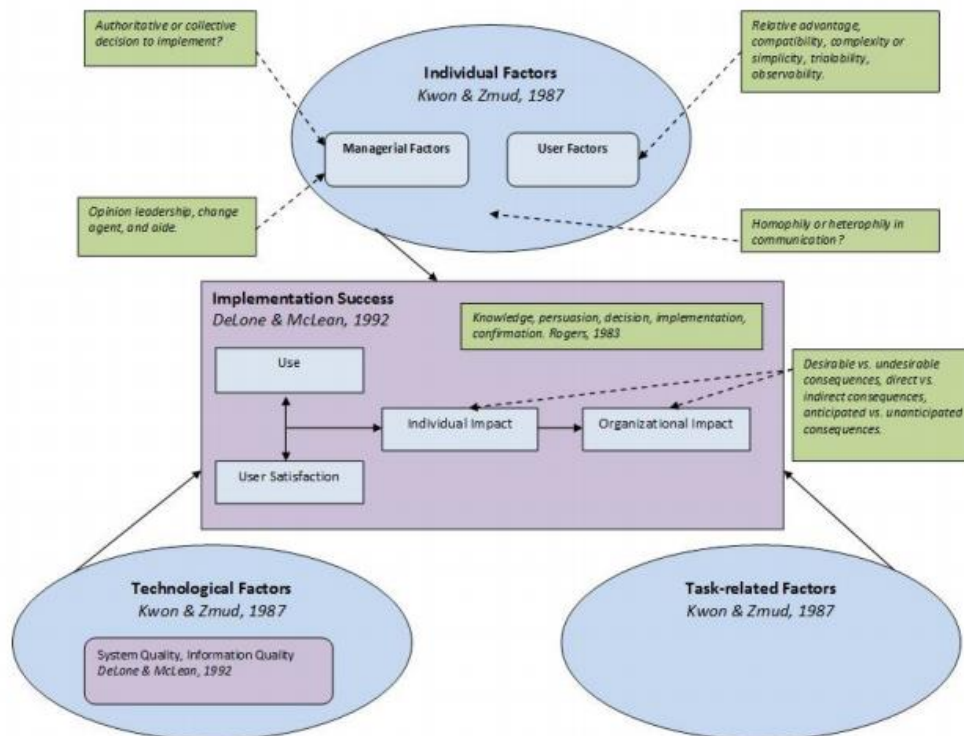 Authoritative or collective
decision to implement?
Relative advantage,
compatibility, complexity or
simplicity, trialability,
observability.
Individual Factors
Kwon & Zmud, 1987
Managerial Factors
User Factors
Opinion leadership, change
agent, and aide.
Homophily or heterophily in
communication?
Implementation Success
DeLone & McLean, 1992
Knowledge, persuasion, decision, implementation,
confirmation. Rogers, 1983
Use
Desirable vs. undesirable
consequences, direct vs.
indirect consequences,
anticipated vs. unanticipated
consequences.
Individual Impact
Organizational Impact
User Satisfaction
Technological Factors
Kwon & Zmud, 1987
System Quality, Information Quality
DeLone & McLean, 1992
Task-related Factors
Kwon & Zmud, 1987